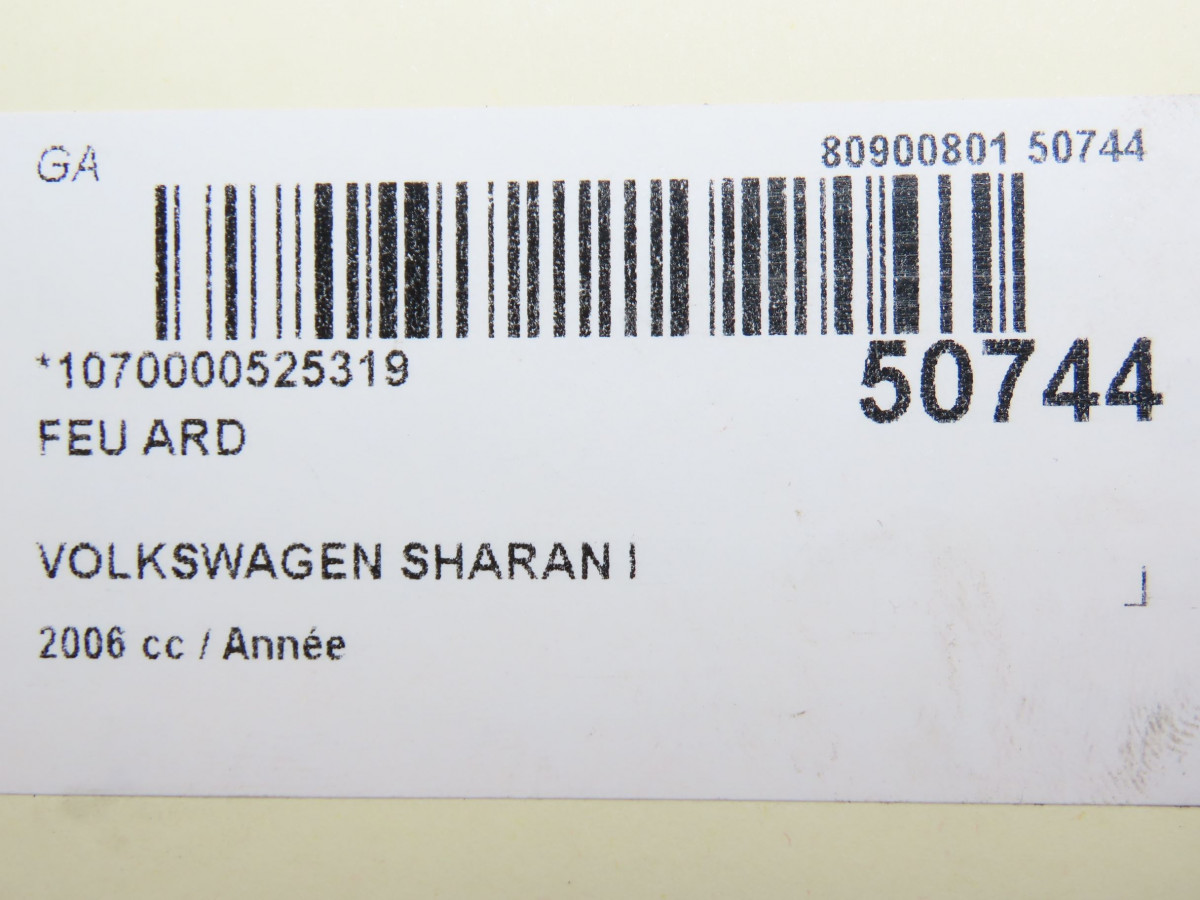 GA
80900801 50744
*1070000525319
50744
FEU ARD
VOLKSWAGEN SHARAN I
2006 cc / Année